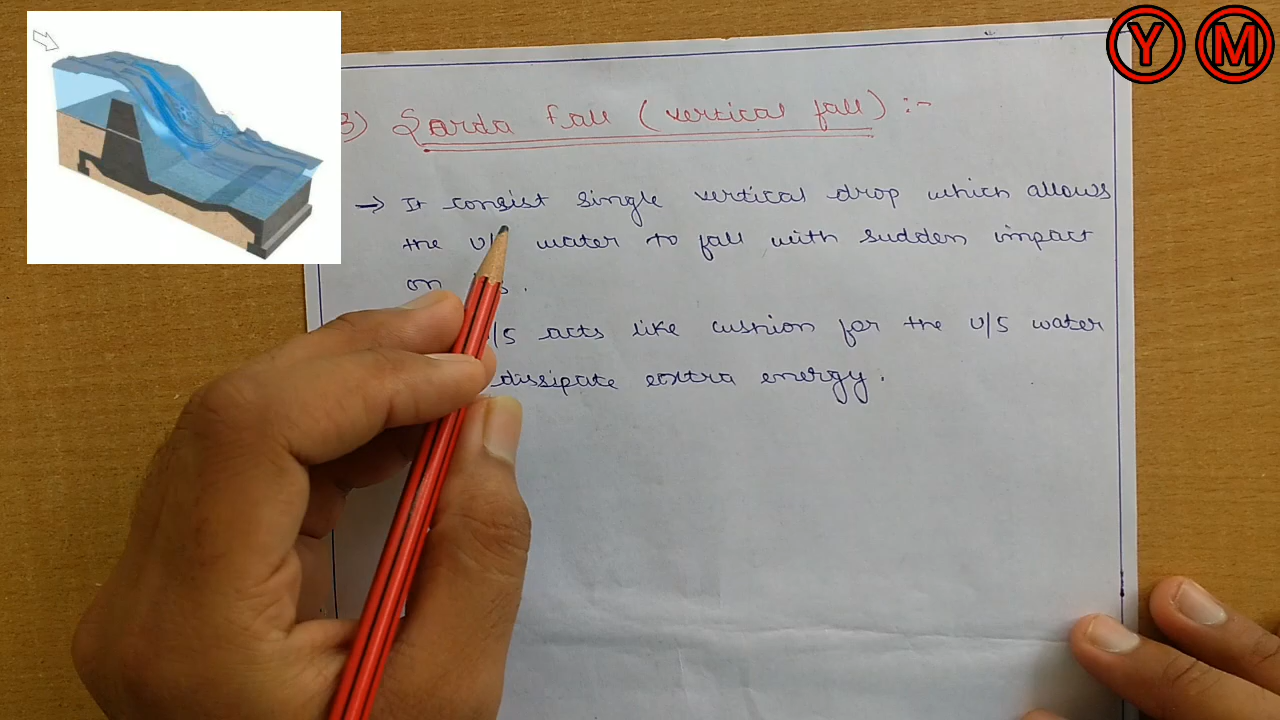 Y M
3) Sarda fall (vertical fall) :-
→ It consist single vertical drop which allows
the U/ water to fall with sudden impact
on s.
/s acts like cushion for the U/s water
dissipate extra energy.